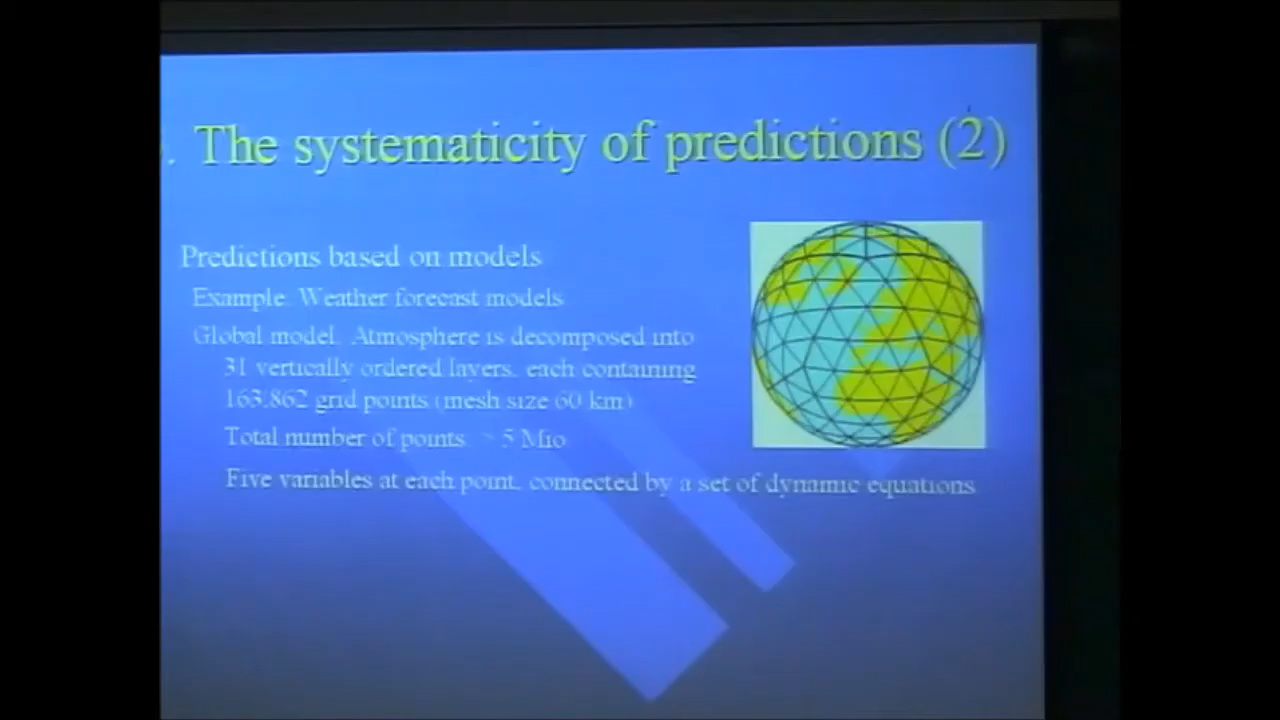 . The systematicity of predictions (2)
Predictions based on models
Example: Weather forecast models
Global model: Atmosphere is decomposed into
31 vertically ordered layers, each containing
163.862 grid points (mesh size 60 km)
Total number of points: > 5 Mio
Five variables at each point, connected by a set of dynamic equations